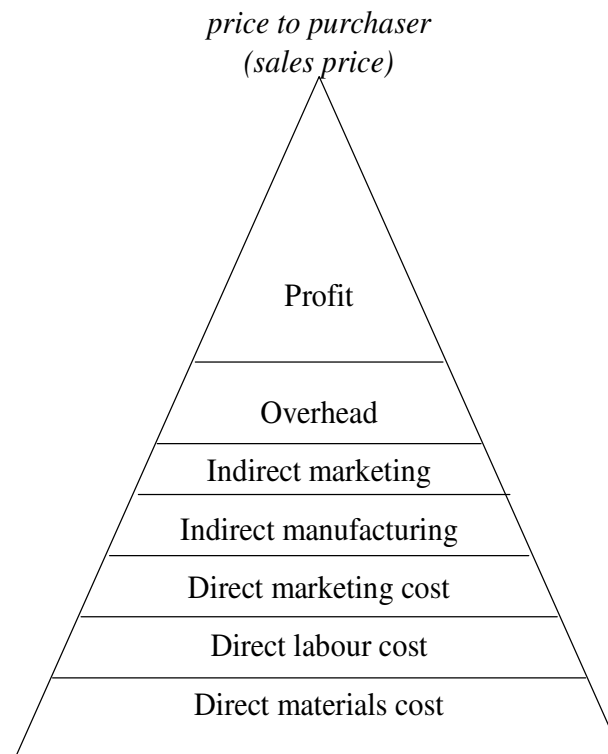 price to purchaser
(sales price)
Profit
Overhead
Indirect marketing
Indirect manufacturing
Direct marketing cost
Direct labour cost
Direct materials cost